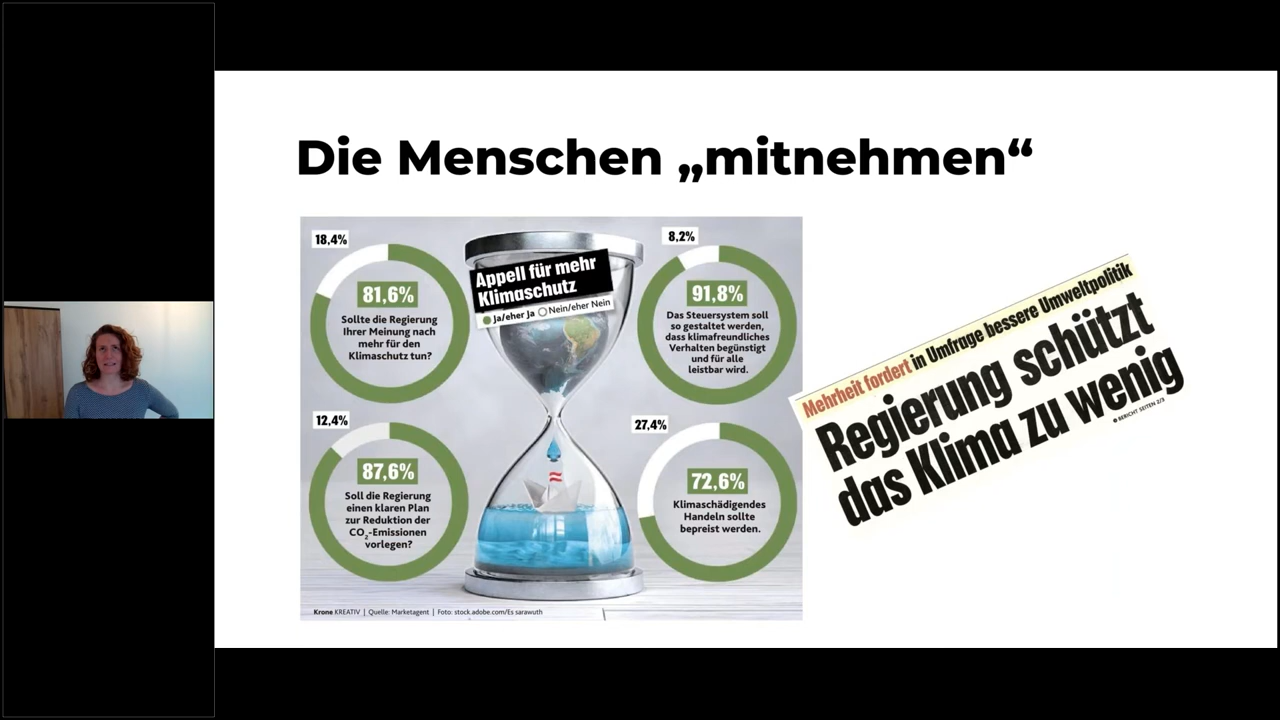 Die Menschen „mitnehmen“
18,4%
81,6%
Sollte die Regierung
Ihrer Meinung nach
mehr für den
Klimaschutz tun?
Appell für mehr
Klimaschutz
Ja/eher Ja Nein/eher Nein
8,2%
91,8%
Das Steuersystem soll
so gestaltet werden,
dass klimafreundliches
Verhalten begünstigt
und für alle
leistbar wird.
12,4%
87,6%
Soll die Regierung
einen klaren Plan
zur Reduktion der
CO₂-Emissionen
vorlegen?
27,4%
72,6%
Klimaschädigendes
Handeln sollte
bepreist werden.
Krone KREATIV | Quelle: Marketagent | Foto: stock.adobe.com/Es sarawuth
Mehrheit fordert in Umfrage bessere Umweltpolitik
Regierung schützt
das Klima zu wenig
● BERICHT SEITEN 2/3